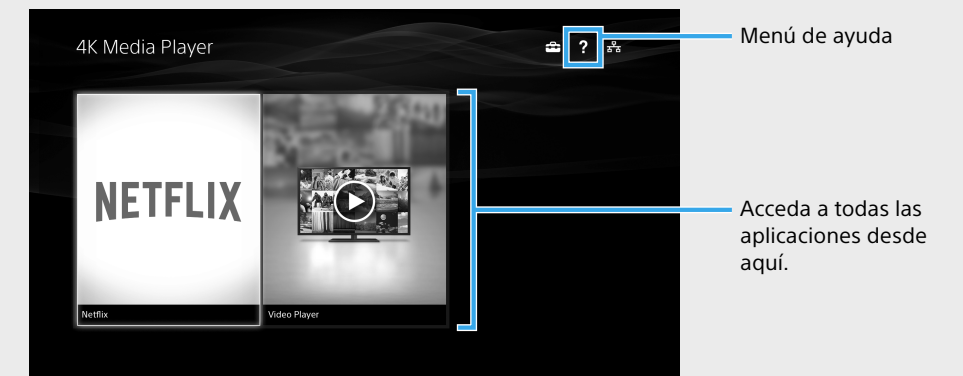 4K Media Player
?
Menú de ayuda
NETFLIX
Acceda a todas las
aplicaciones desde
aquí.
Netflix
Video Player